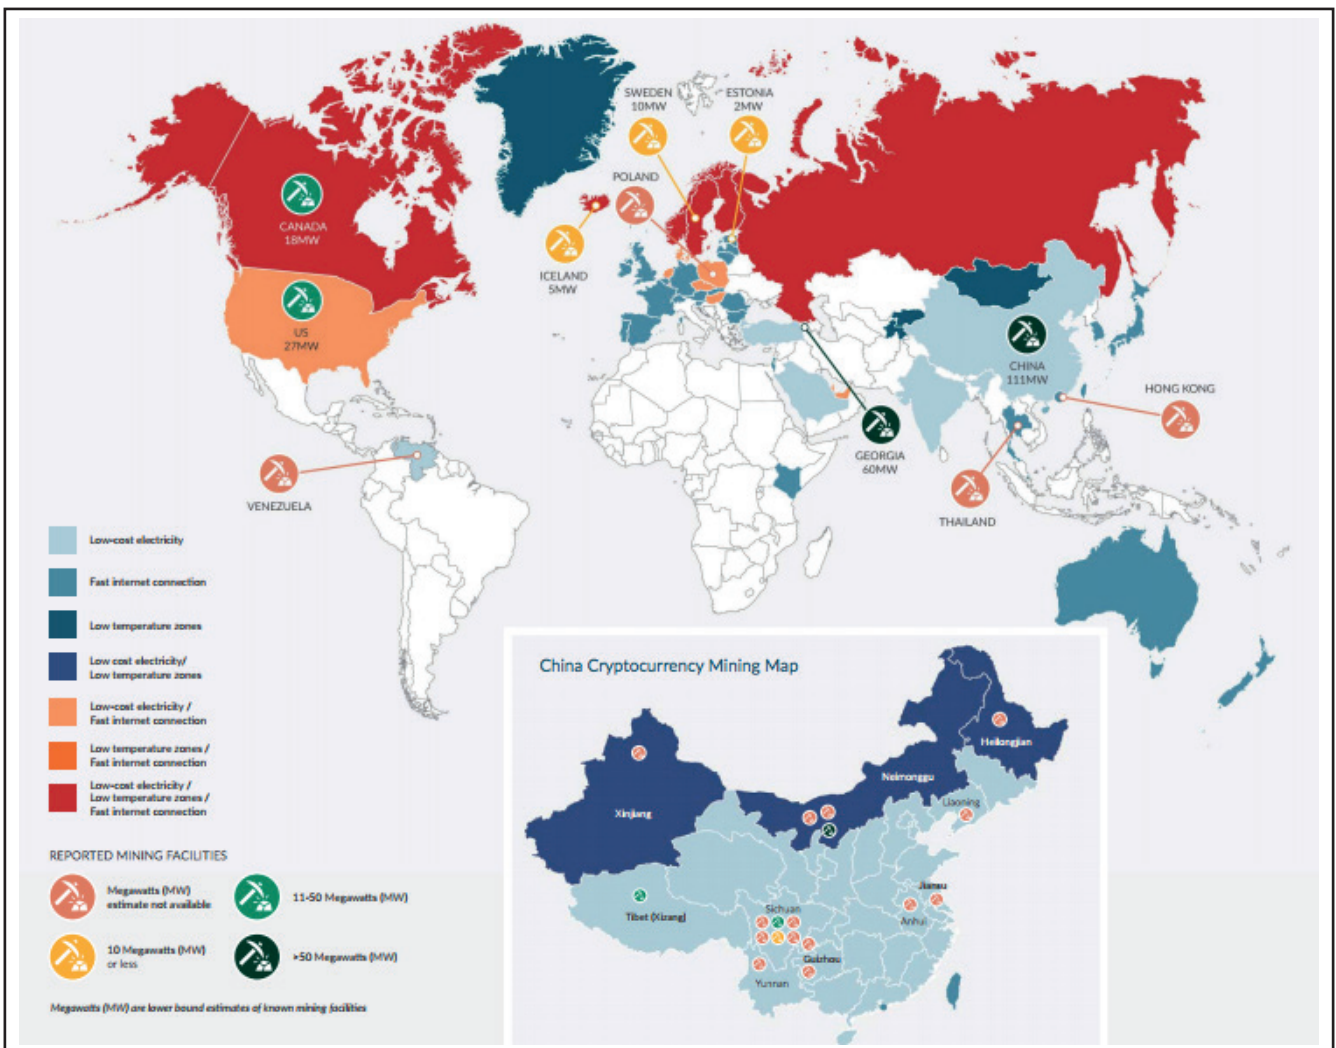 SWEDEN
10MW
ESTONIA
2MW
POLAND
CANADA
18MW
ICELAND
5MW
US
27MW
CHINA
111MW
HONG KONG
GEORGIA
60MW
VENEZUELA
THAILAND
Low-cost electricity
Fast internet connection
Low temperature zones
Low cost electricity/
Low temperature zones
Low-cost electricity /
Fast internet connection
Low temperature zones /
Fast internet connection
Low-cost electricity /
Low temperature zones /
Fast internet connection
REPORTED MINING FACILITIES
Megawatts (MW)
estimate not available
11-50 Megawatts (MW)
10 Megawatts (MW)
or less
>50 Megawatts (MW)
Megawatts (MW) are lower bound estimates of known mining facilities
China Cryptocurrency Mining Map
Heilongjian
Neimonggu
Xinjiang
Liaoning
Jiansu
Anhui
Tibet (Xizang)
Sichuan
Guizhou
Yunnan